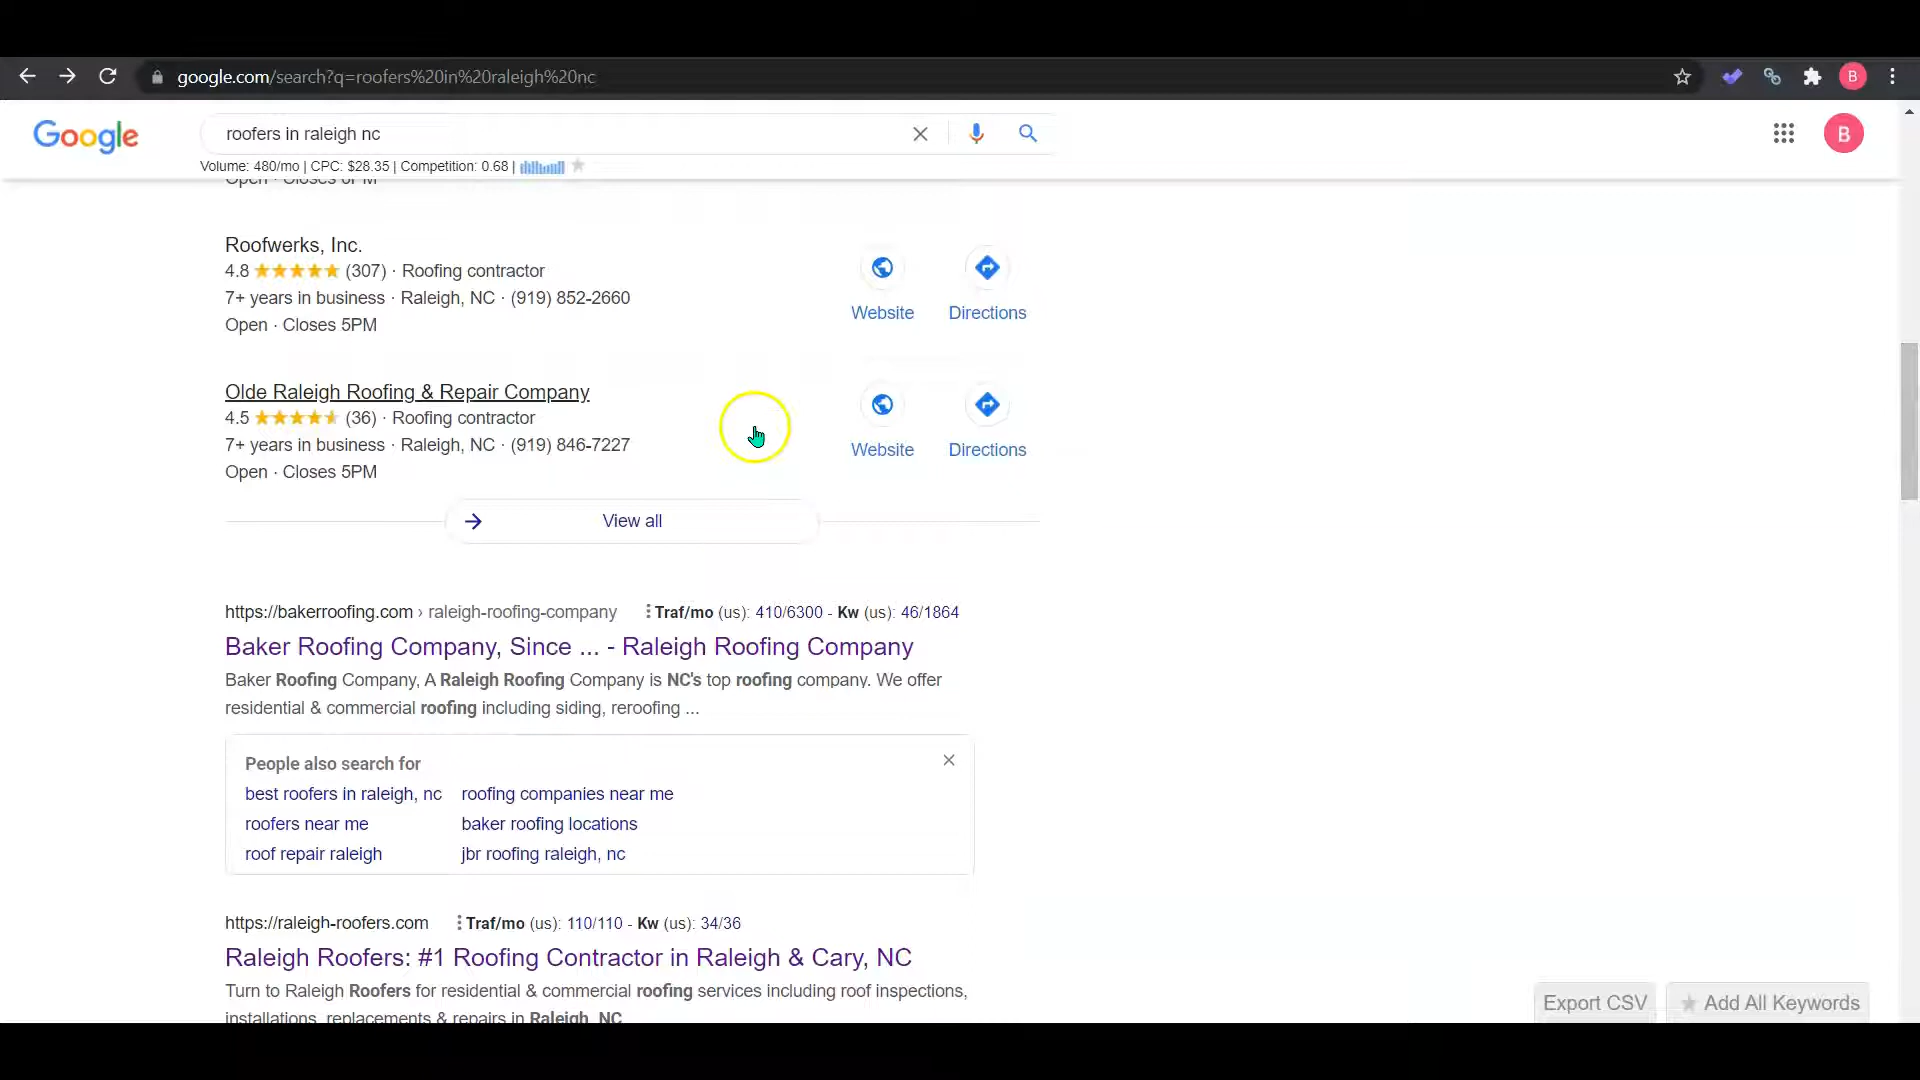 google.com/search?q=roofers%20in%20raleigh%20nc
B
Google
roofers in raleigh nc
B
Volume: 480/mo | CPC: $28.35 | Competition: 0.68 |
Open · Closes 6PM
Roofwerks, Inc.
4.8 (307) · Roofing contractor
7+ years in business · Raleigh, NC · (919) 852-2660
Open · Closes 5PM
Website
Directions
Olde Raleigh Roofing & Repair Company
4.5 (36) · Roofing contractor
7+ years in business · Raleigh, NC · (919) 846-7227
Open · Closes 5PM
Website
Directions
View all
https://bakerroofing.com › raleigh-roofing-company Traf/mo (us): 410/6300 - Kw (us): 46/1864
Baker Roofing Company, Since ... - Raleigh Roofing Company
Baker Roofing Company, A Raleigh Roofing Company is NC's top roofing company. We offer
residential & commercial roofing including siding, reroofing ...
People also search for
best roofers in raleigh, nc
roofing companies near me
roofers near me
baker roofing locations
roof repair raleigh
jbr roofing raleigh, nc
https://raleigh-roofers.com Traf/mo (us): 110/110 - Kw (us): 34/36
Raleigh Roofers: #1 Roofing Contractor in Raleigh & Cary, NC
Turn to Raleigh Roofers for residential & commercial roofing services including roof inspections,
installations, replacements & repairs in Raleigh, NC
Export CSV
Add All Keywords